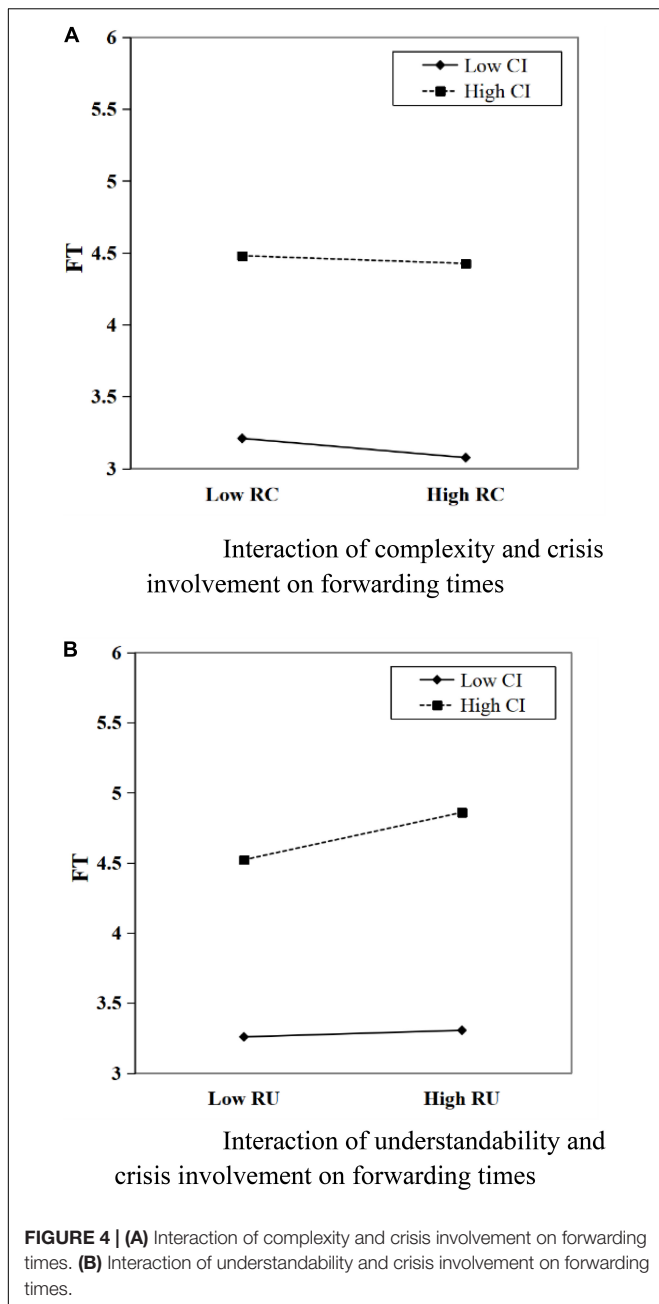 A
6
5.5
5
4.5
4
3.5
3
FT
Low CI
High CI
Low RC High RC
Interaction of complexity and crisis
involvement on forwarding times
B
6
5.5
5
4.5
4
3.5
3
FT
Low CI
High CI
Low RU High RU
Interaction of understandability and
crisis involvement on forwarding times
FIGURE 4 | (A) Interaction of complexity and crisis involvement on forwarding
times. (B) Interaction of understandability and crisis involvement on forwarding
times.